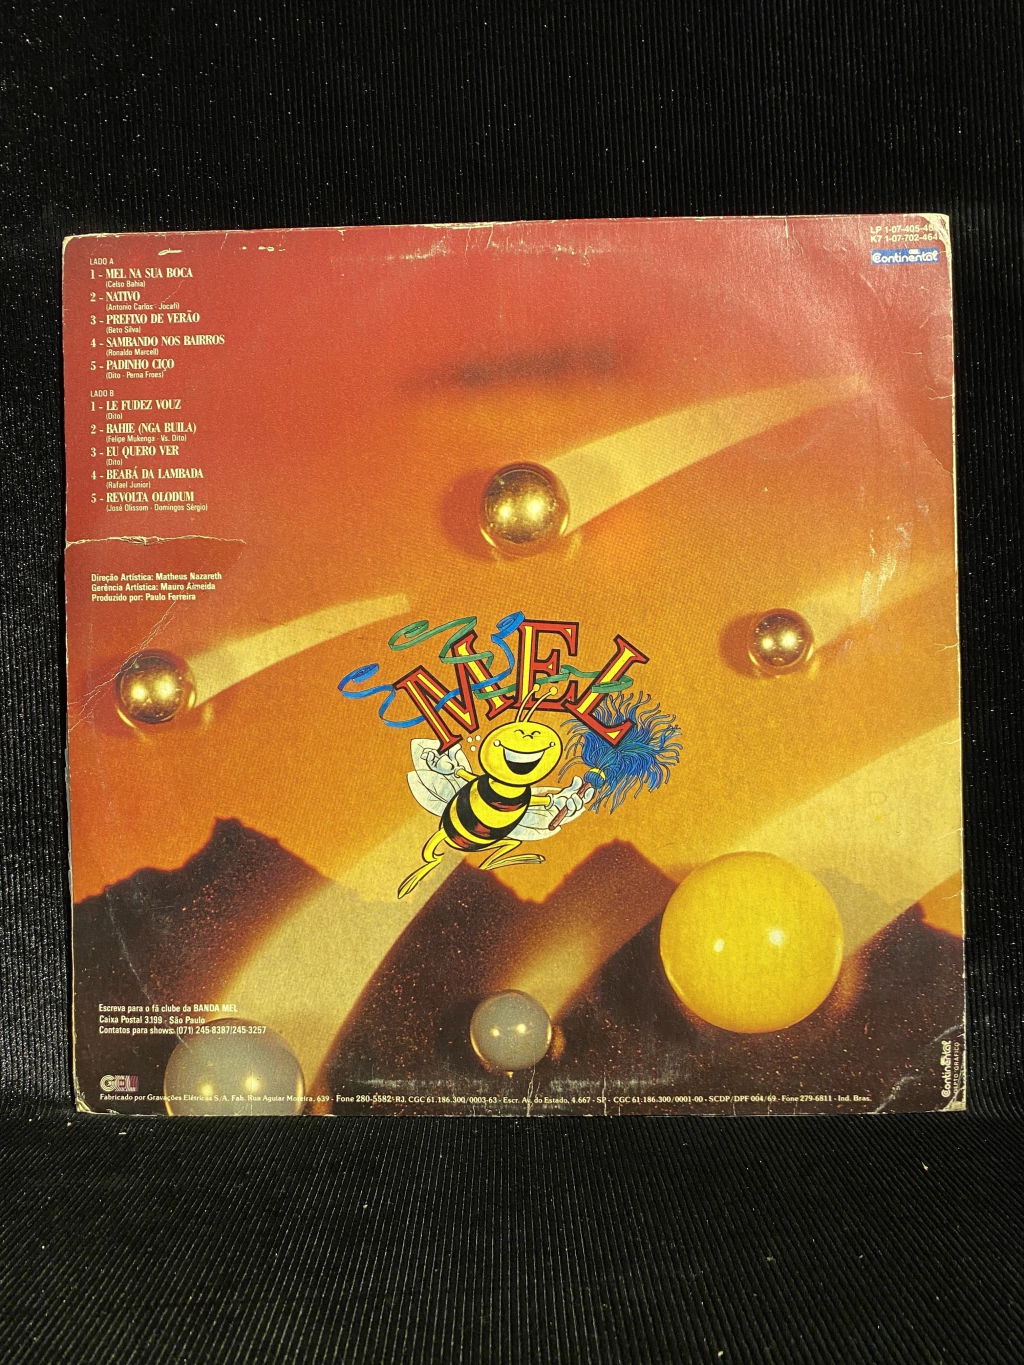 LADO A
1 - MEL NA SUA BOCA
(Celso Bahia)
2 - NATIVO
(Antonio Carlos - Jocafi)
3 - PREFIXO DE VERÃO
(Beto Silva)
4 - SAMBANDO NOS BAIRROS
(Ronaldo Marcell)
5 - PADINHO CIÇO
(Dito - Perna Froes)
LADO B
1 - LE FUDEZ VOUZ
(Dito)
2 - BAHIE (NGA BUILA)
(Felipe Mukenga - Vs. Dito)
3 - EU QUERO VER
(Dito)
4 - BEABÁ DA LAMBADA
(Rafael Junior)
5 - REVOLTA OLODUM
(José Olissom - Domingos Sérgio)
LP 1-07-405-
K7 1-07-702-464
Continental
Direção Artística: Matheus Nazareth
Gerência Artística: Mauro Almeida
Produzido por: Paulo Ferreira
MEL
Escreva para o fã clube da BANDA MEL
Caixa Postal 3.199 - São Paulo
Contatos para shows: (071) 245-8387/245-3257
GEL
Fabricado por Gravações Elétricas S/A. Fab. Rua Aguiar Moreira, 639 - Fone 280-5582- RJ. CGC 61.186.300/0003-63 - Escr. Av. do Estado, 4.667 - SP - CGC 61.186.300/0001-00 - SCDP/DPF 004/69 - Fone 279-6811 - Ind. Bras.
Continental
GRÁFICO